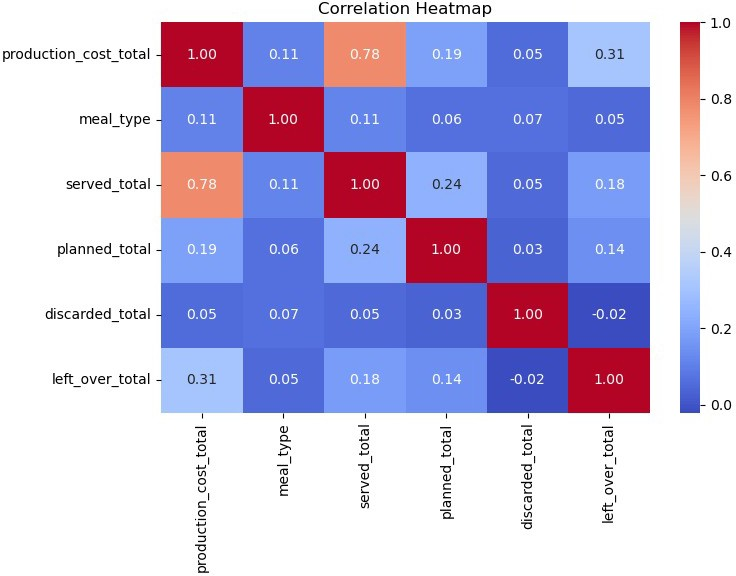 Correlation Heatmap
production_cost_total 1.00 0.11 0.78 0.19 0.05 0.31
meal_type 0.11 1.00 0.11 0.06 0.07 0.05
served_total 0.78 0.11 1.00 0.24 0.05 0.18
planned_total 0.19 0.06 0.24 1.00 0.03 0.14
discarded_total 0.05 0.07 0.05 0.03 1.00 -0.02
left_over_total 0.31 0.05 0.18 0.14 -0.02 1.00
production_cost_total
meal_type
served_total
planned_total
discarded_total
left_over_total
1.0
0.8
0.6
0.4
0.2
0.0